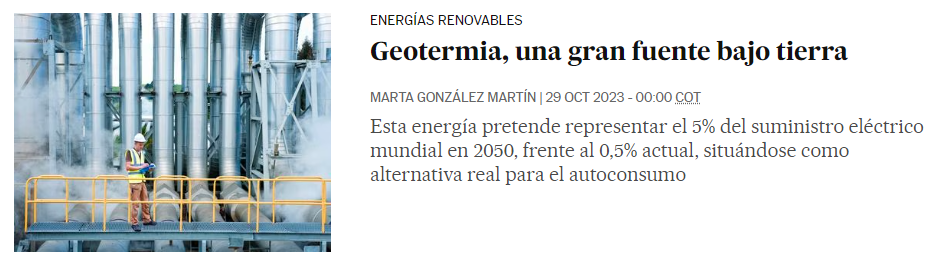 ENERGÍAS RENOVABLES
Geotermia, una gran fuente bajo tierra
MARTA GONZÁLEZ MARTÍN | 29 OCT 2023 - 00:00 COT
Esta energía pretende representar el 5% del suministro eléctrico
mundial en 2050, frente al 0,5% actual, situándose como
alternativa real para el autoconsumo